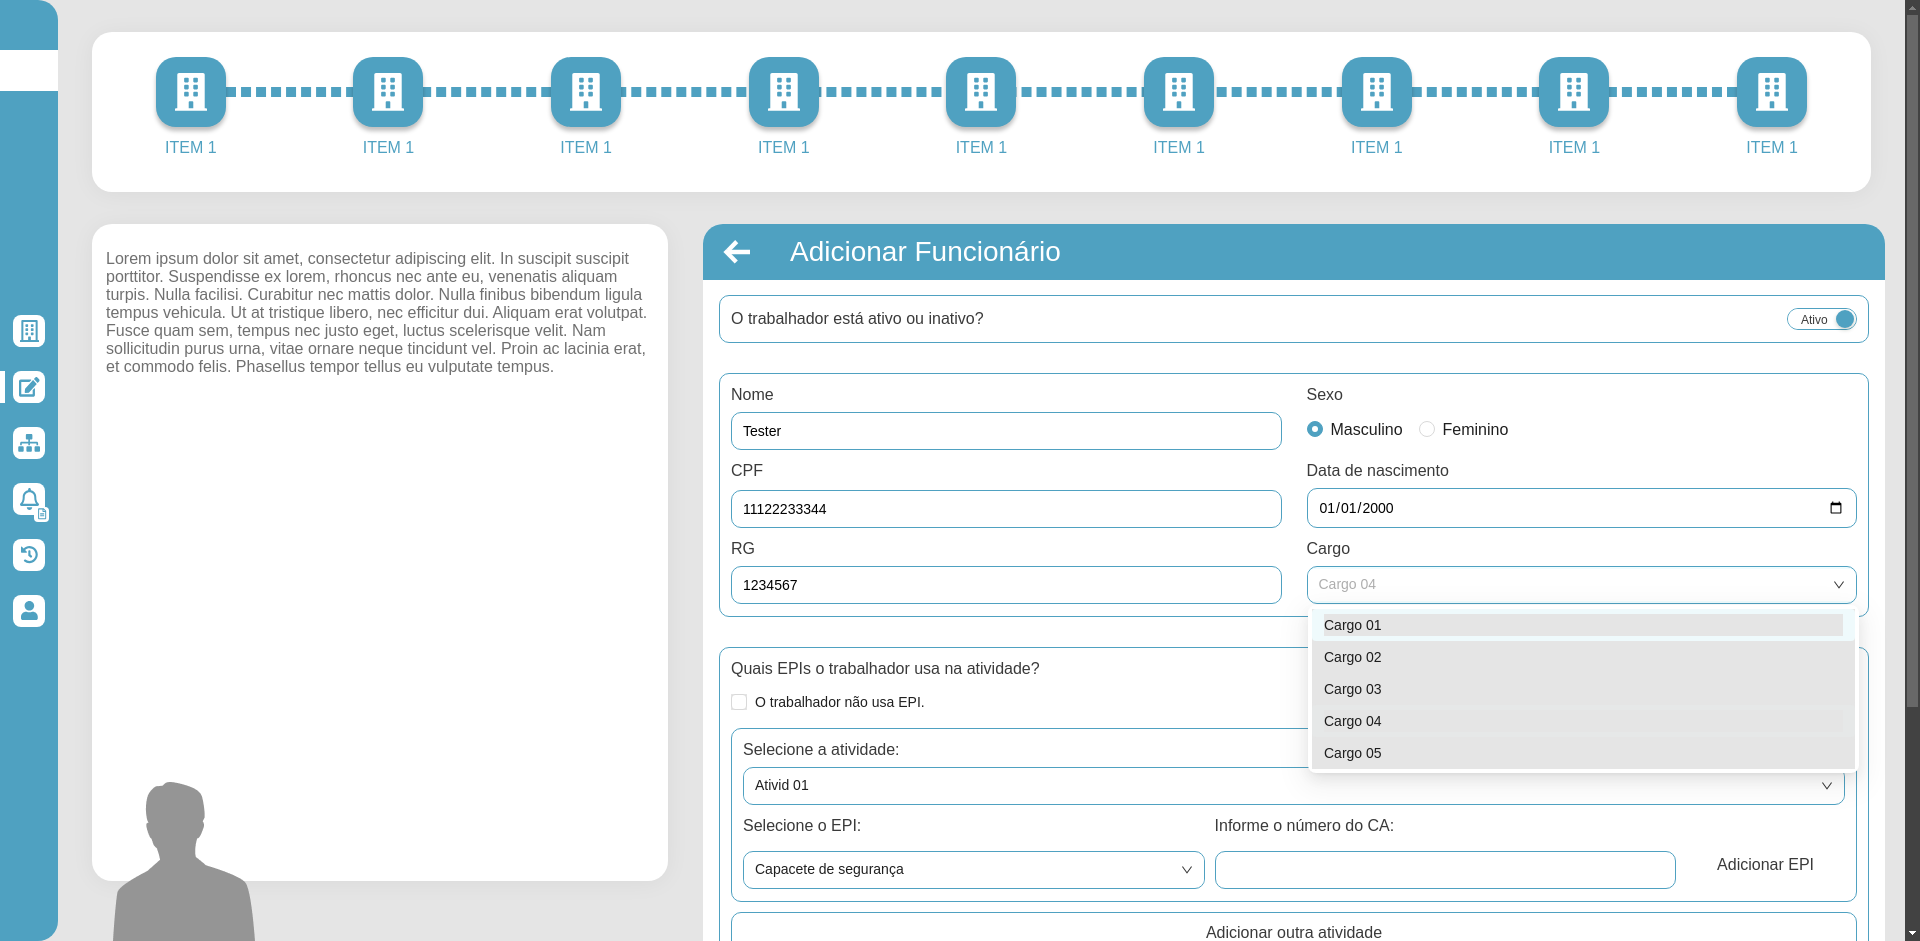 ITEM 1
ITEM 1
ITEM 1
ITEM 1
ITEM 1
ITEM 1
ITEM 1
ITEM 1
ITEM 1
Lorem ipsum dolor sit amet, consectetur adipiscing elit. In suscipit suscipit
porttitor. Suspendisse ex lorem, rhoncus nec ante eu, venenatis aliquam
turpis. Nulla facilisi. Curabitur nec mattis dolor. Nulla finibus bibendum ligula
tempus vehicula. Ut at tristique libero, nec efficitur dui. Aliquam erat volutpat.
Fusce quam sem, tempus nec justo eget, luctus scelerisque velit. Nam
sollicitudin purus urna, vitae ornare neque tincidunt vel. Proin ac lacinia erat,
et commodo felis. Phasellus tempor tellus eu vulputate tempus.
Adicionar Funcionário
O trabalhador está ativo ou inativo?
Ativo
Nome
Tester
Sexo
Masculino
Feminino
CPF
11122233344
Data de nascimento
01/01/2000
RG
1234567
Cargo
Cargo 04
Cargo 01
Cargo 02
Cargo 03
Cargo 04
Cargo 05
Quais EPIs o trabalhador usa na atividade?
O trabalhador não usa EPI.
Selecione a atividade:
Ativid 01
Selecione o EPI:
Capacete de segurança
Informe o número do CA:
Adicionar EPI
Adicionar outra atividade